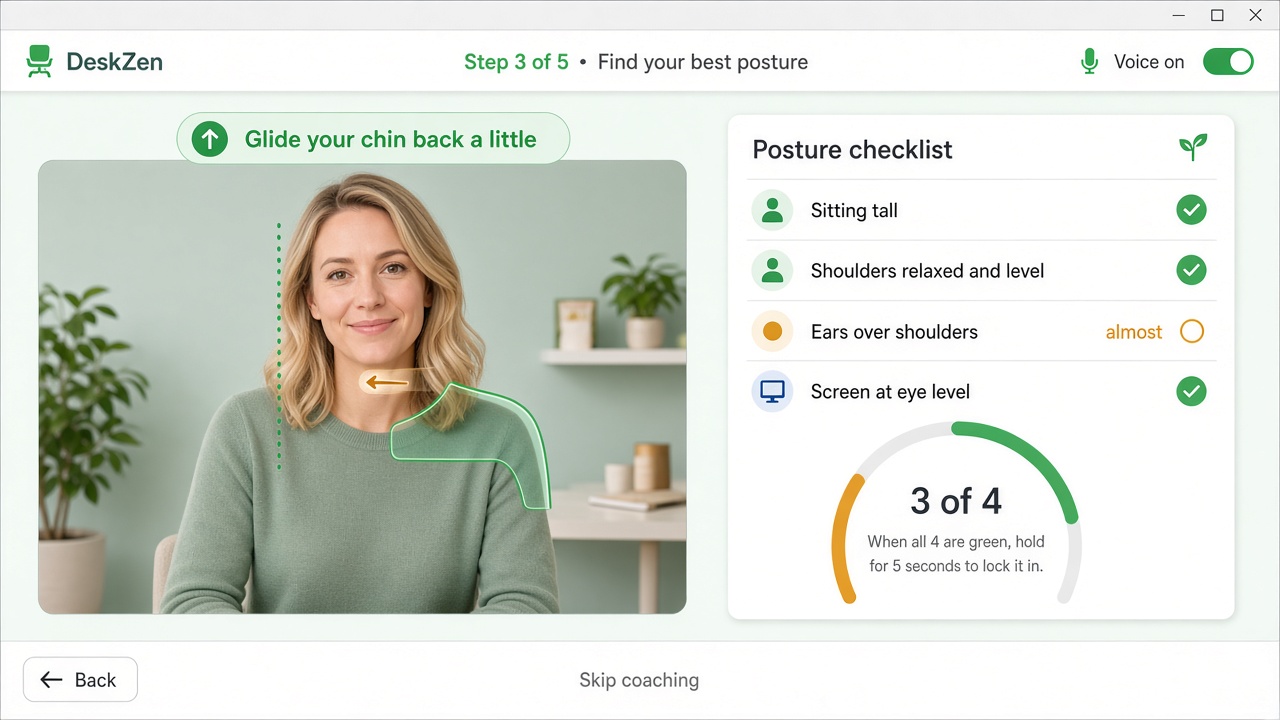 DeskZen
Step 3 of 5 • Find your best posture
Voice on
Glide your chin back a little
Posture checklist
Sitting tall
Shoulders relaxed and level
Ears over shoulders
almost
Screen at eye level
3 of 4
When all 4 are green, hold
for 5 seconds to lock it in.
Back
Skip coaching